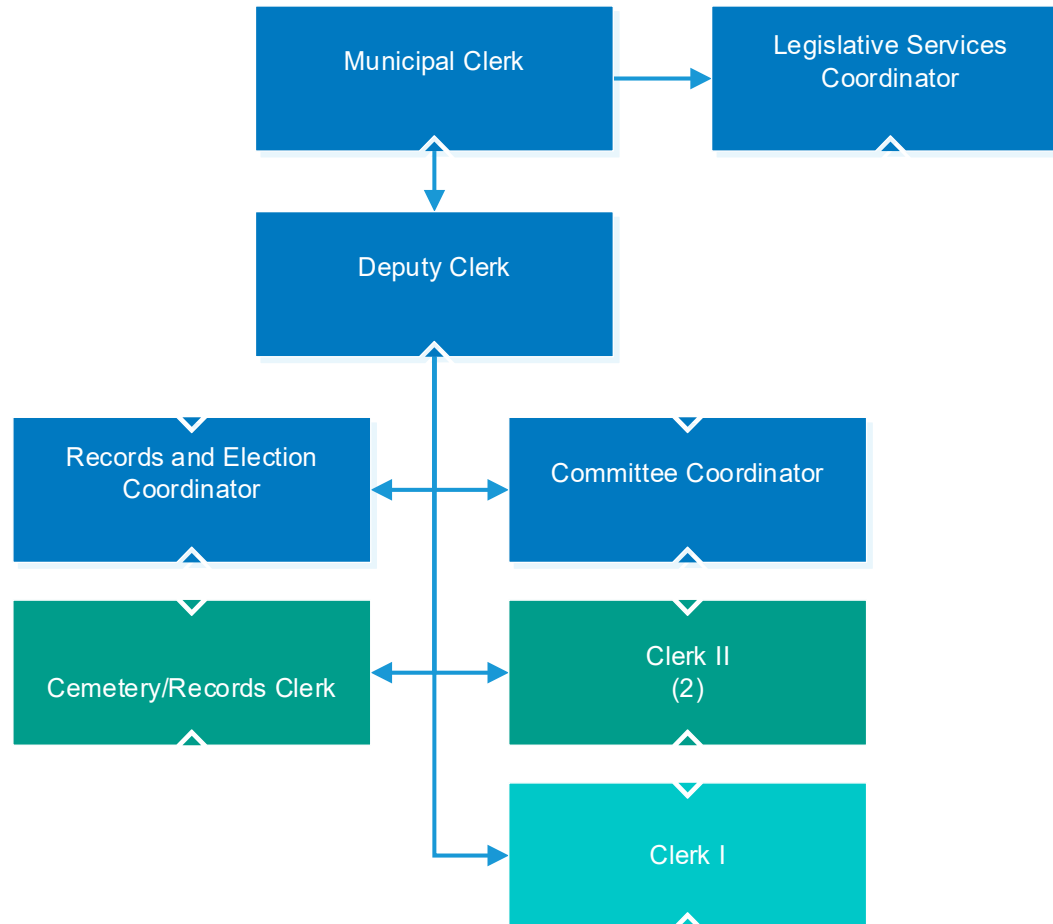 Municipal Clerk
Legislative Services
Coordinator
Deputy Clerk
Records and Election
Coordinator
Committee Coordinator
Cemetery/Records Clerk
Clerk II
(2)
Clerk I